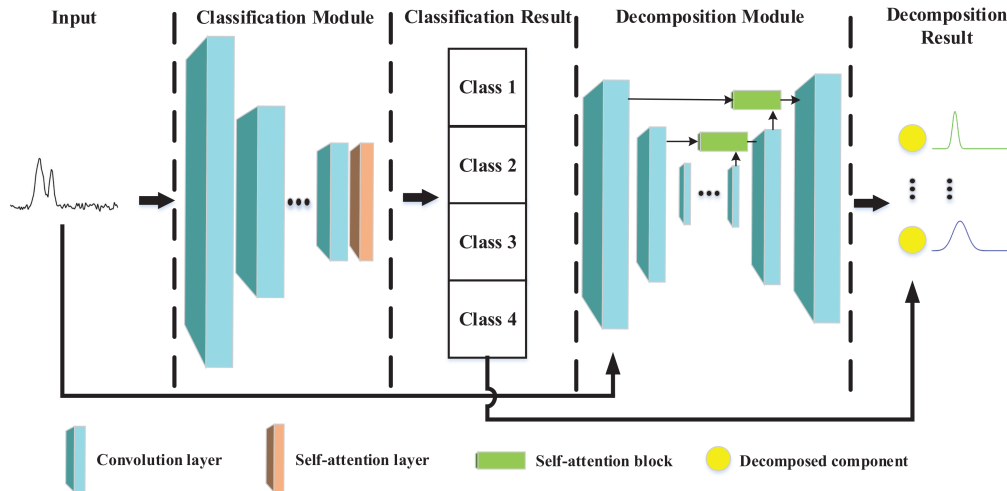 Input
Classification Module
Classification Result
Decomposition Module
Decomposition
Result
Class 1
Class 2
Class 3
Class 4
Convolution layer
Self-attention layer
Self-attention block
Decomposed component